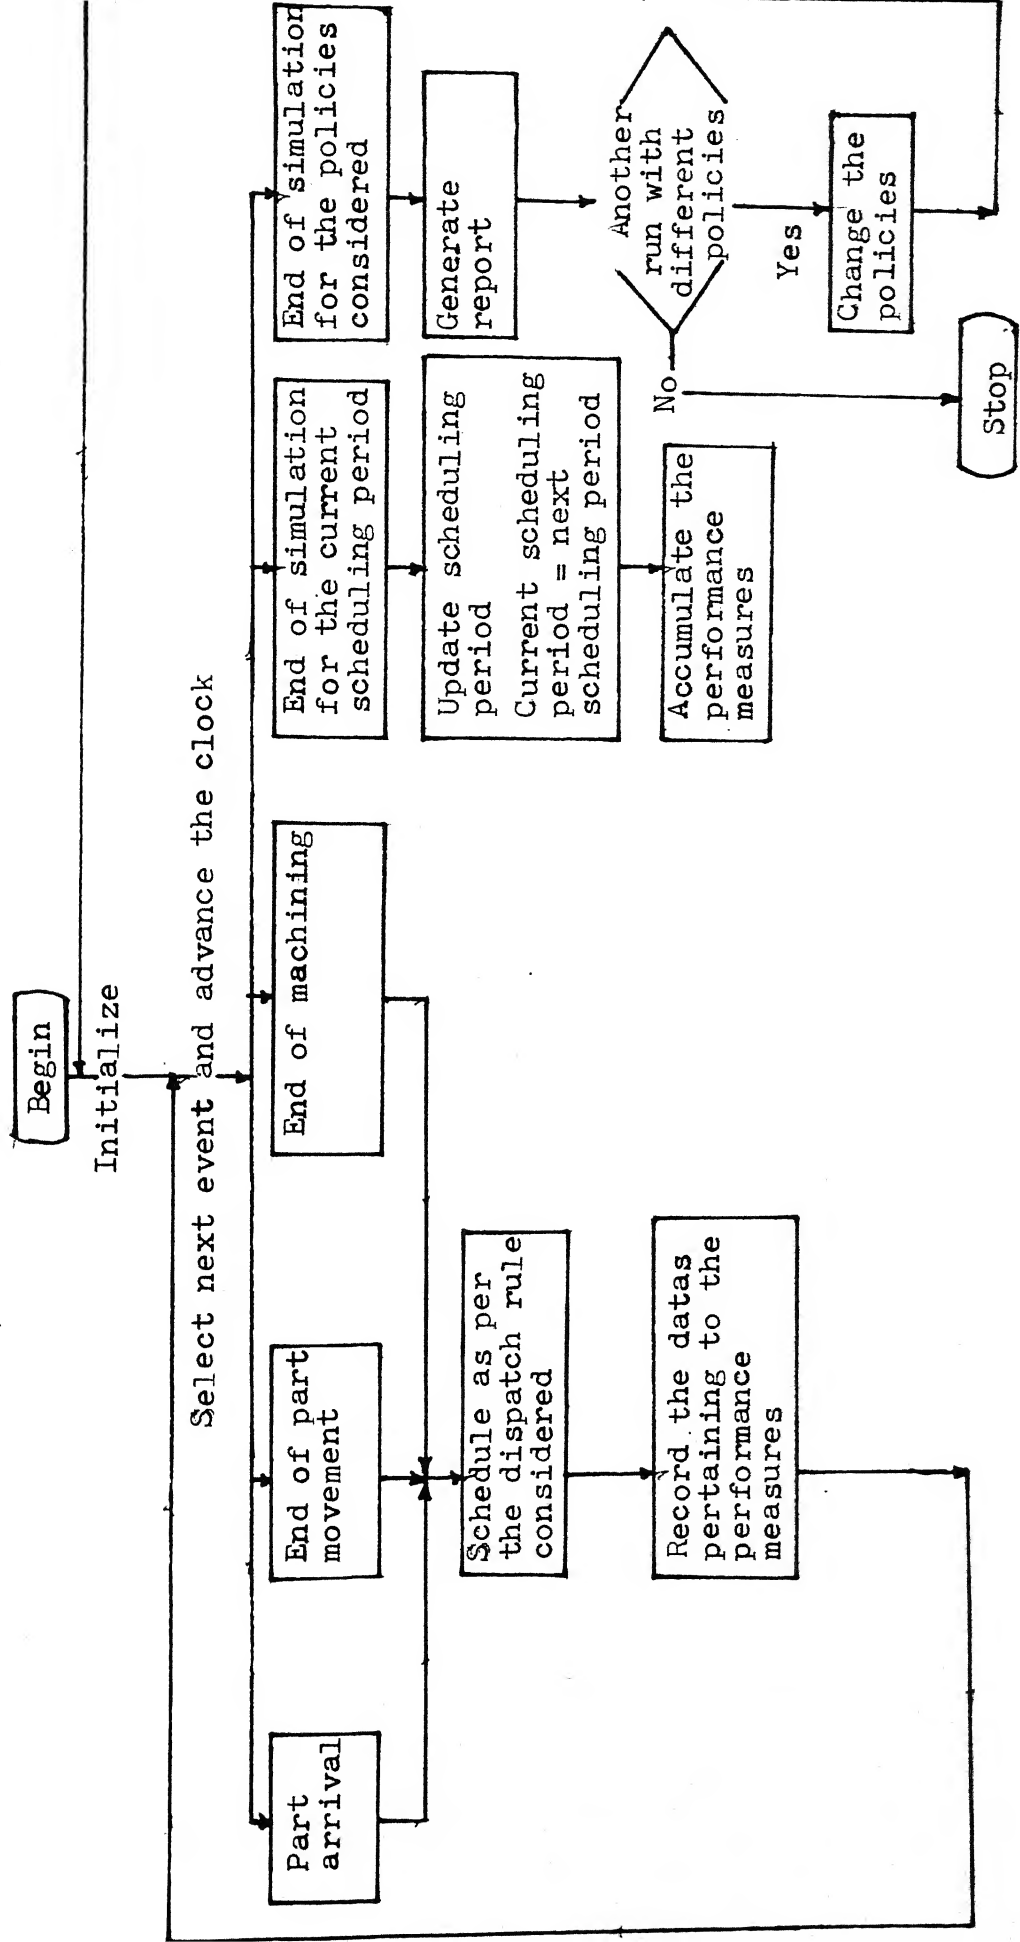 Begin
Initialize
Select next event and advance the clock
Part
arrival
End of part
movement
End of machining
End of simulation
for the current
scheduling period
End of simulation
for the policies
considered
Schedule as per
the dispatch rule
considered
Update scheduling
period
Current scheduling
period = next
scheduling period
Generate
report
Record the datas
pertaining to the
performance
measures
Accumulate the
performance
measures
Another
run with
different
policies
No
Yes
Change the
policies
Stop